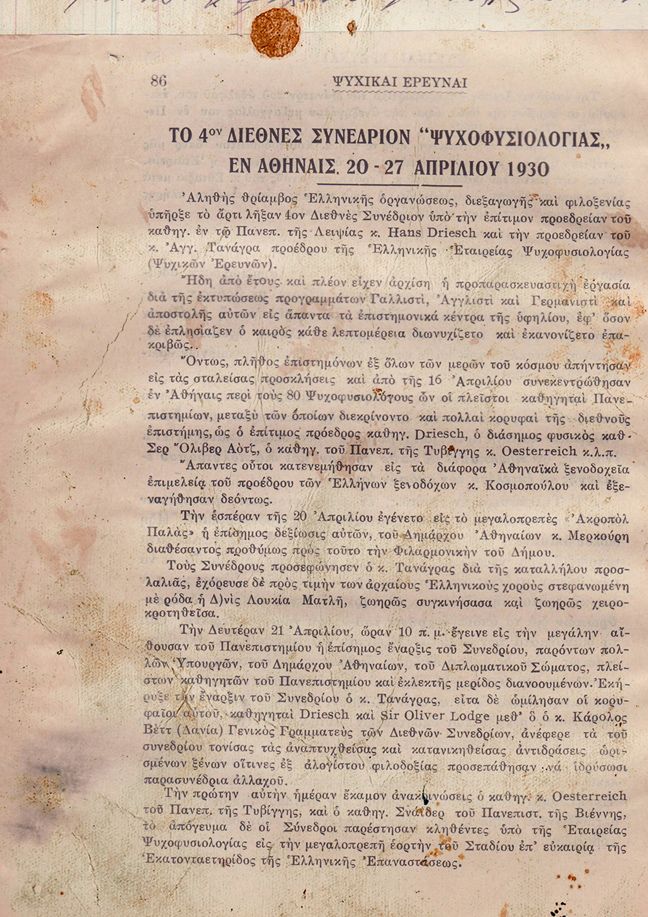 86 ΨΥΧΙΚΑΙ ΕΡΕΥΝΑΙ
ΤΟ 4ον ΔΙΕΘΝΕΣ ΣΥΝΕΔΡΙΟΝ "ΨΥΧΟΦΥΣΙΟΛΟΓΙΑΣ„
ΕΝ ΑΘΗΝΑΙΣ, 20 - 27 ΑΠΡΙΛΙΟΥ 1930
Ἀληθὴς θρίαμβος Ἑλληνικῆς ὀργανώσεως, διεξαγωγῆς καὶ φιλοξενίας
ὑπῆρξε τὸ ἄρτι λῆξαν 4ον Διεθνὲς Συνέδριον ὑπὸ τὴν ἐπίτιμον προεδρείαν τοῦ
καθηγ. ἐν τῷ Πανεπ. τῆς Λειψίας κ. Hans Driesch καὶ τὴν προεδρείαν τοῦ
κ. Ἀγγ. Τανάγρα προέδρου τῆς Ἑλληνικῆς Ἑταιρείας Ψυχοφυσιολογίας
(Ψυχικῶν Ἐρευνῶν).
Ἤδη ἀπὸ ἔτους καὶ πλέον εἶχεν ἀρχίση ἡ προπαρασκευαστικὴ ἐργασία
διὰ τῆς ἐκτυπώσεως προγραμμάτων Γαλλιστί, Ἀγγλιστὶ καὶ Γερμανιστὶ καὶ
ἀποστολῆς αὐτῶν εἰς ἅπαντα τὰ ἐπιστημονικὰ κέντρα τῆς ὑφηλίου, ἐφ' ὅσον
δὲ ἐπλησίαζεν ὁ καιρὸς κάθε λεπτομέρεια διωνυχίζετο καὶ ἐκανονίζετο ἐπα-
κριβῶς.
Ὄντως, πλῆθος ἐπιστημόνων ἐξ ὅλων τῶν μερῶν τοῦ κόσμου ἀπήντησαν
εἰς τὰς σταλείσας προσκλήσεις καὶ ἀπὸ τῆς 16 Ἀπριλίου συνεκεντρώθησαν
ἐν Ἀθήναις περὶ τοὺς 80 Ψυχοφυσιολόγους ὧν οἱ πλεῖστοι καθηγηταὶ Πανε-
πιστημίων, μεταξὺ τῶν ὁποίων διεκρίνοντο καὶ πολλαὶ κορυφαὶ τῆς διεθνοῦς
ἐπιστήμης, ὡς ὁ ἐπίτιμος πρόεδρος καθηγ. Driesch, ὁ διάσημος φυσικὸς καθ·
Σερ Ὄλιβερ Λότζ, ὁ καθηγ. τοῦ Πανεπ. τῆς Τυβίγγης κ. Oesterreich κ.λ.π.
Ἅπαντες οὗτοι κατενεμήθησαν εἰς τὰ διάφορα Ἀθηναϊκὰ ξενοδοχεῖα
ἐπιμελείᾳ τοῦ προέδρου τῶν Ἑλλήνων ξενοδόχων κ. Κοσμοπούλου καὶ ἐξε-
ναγήθησαν δεόντως.
Τὴν ἑσπέραν τῆς 20 Ἀπριλίου ἐγένετο εἰς τὸ μεγαλοπρεπὲς «Ἀκροπὸλ
Παλὰς» ἡ ἐπίσημος δεξίωσις αὐτῶν, τοῦ Δημάρχου Ἀθηναίων κ. Μερκούρη
διαθέσαντος προθύμως πρὸς τοῦτο τὴν Φιλαρμονικὴν τοῦ Δήμου.
Τοὺς Συνέδρους προσεφώνησεν ὁ κ. Τανάγρας διὰ τῆς καταλλήλου προσ-
λαλιᾶς, ἐχόρευσε δὲ πρὸς τιμὴν των ἀρχαίους Ἑλληνικοὺς χοροὺς στεφανωμένη
μὲ ρόδα ἡ Δ)νὶς Λουκία Ματλῆ, ζωηρῶς συγκινήσασα καὶ ζωηρῶς χειρο-
κροτηθεῖσα.
Τὴν Δευτέραν 21 Ἀπριλίου, ὥραν 10 π. μ. ἔγεινε εἰς τὴν μεγάλην αἴ-
θουσαν τοῦ Πανεπιστημίου ἡ ἐπίσημος ἔναρξις τοῦ Συνεδρίου, παρόντων πολ-
λῶν Ὑπουργῶν, τοῦ Δημάρχου Ἀθηναίων, τοῦ Διπλωματικοῦ Σώματος, πλεί-
στων καθηγητῶν τοῦ Πανεπιστημίου καὶ ἐκλεκτῆς μερίδος διανοουμένων. Ἐκή-
ρυξε τὴν ἔναρξιν τοῦ Συνεδρίου ὁ κ. Τανάγρας, εἶτα δὲ ὡμίλησαν οἱ κορυ-
φαῖοι αὐτοῦ, καθηγηταὶ Driesch καὶ Sir Oliver Lodge μεθ' ὃ ὁ κ. Κάρολος
Βὲττ (Δανία) Γενικὸς Γραμματεὺς τῶν Διεθνῶν Συνεδρίων, ἀνέφερε τὰ τοῦ
συνεδρίου τονίσας τὰς ἀναπτυχθείσας καὶ κατανικηθείσας ἀντιδράσεις ὡρι-
σμένων ξένων οἵτινες ἐξ ἀλογίστου φιλοδοξίας προσεπάθησαν νὰ ἱδρύσωσι
παρασυνέδρια ἀλλαχοῦ.
Τὴν πρώτην αὐτὴν ἡμέραν ἔκαμον ἀνακοινώσεις ὁ καθηγ. κ. Oesterreich
τοῦ Πανεπ. τῆς Τυβίγγης, καὶ ὁ καθηγ. Σνάϊδερ τοῦ Πανεπιστ. τῆς Βιέννης,
τὸ ἀπόγευμα δὲ οἱ Σύνεδροι παρέστησαν κληθέντες ὑπὸ τῆς Ἑταιρείας
Ψυχοφυσιολογίας εἰς τὴν μεγαλοπρεπῆ ἑορτὴν τοῦ Σταδίου ἐπ' εὐκαιρίᾳ τῆς
Ἑκατονταετηρίδος τῆς Ἑλληνικῆς Ἐπαναστάσεως.